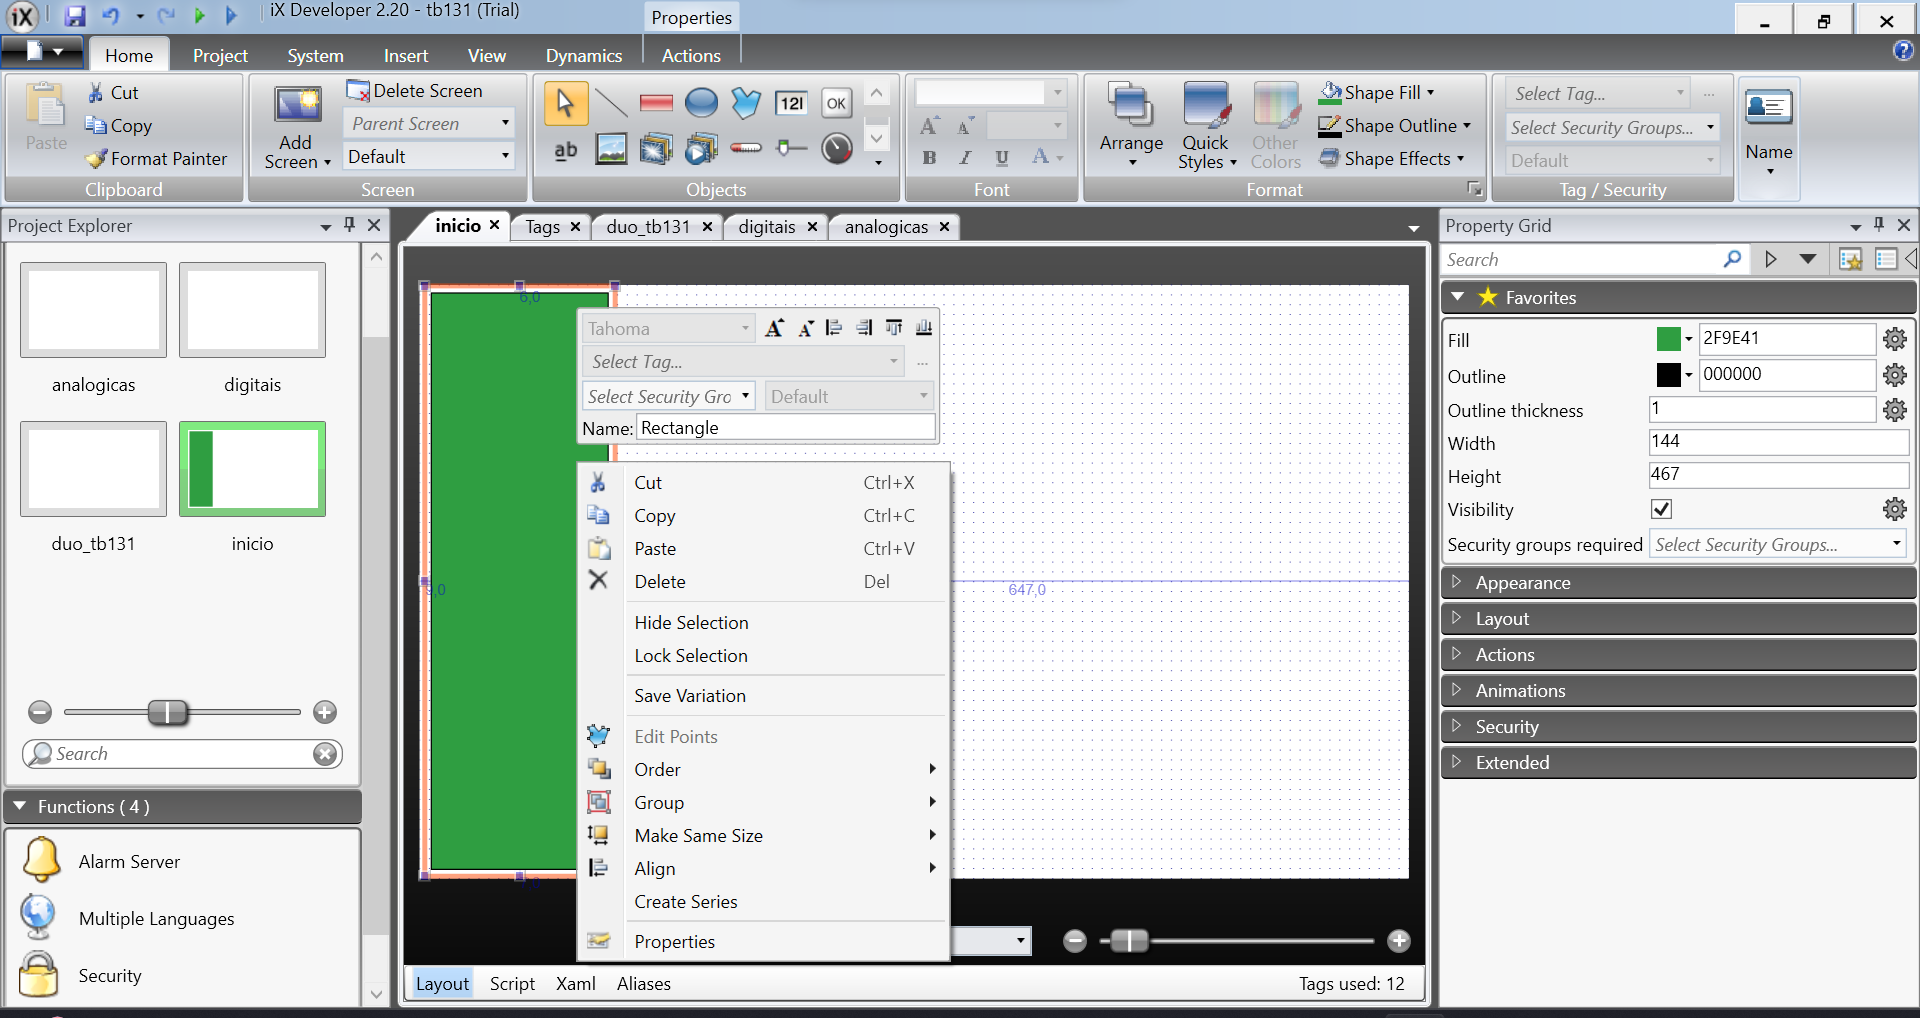 iX Developer 2.20 - tb131 (Trial)
Properties
Home
Project
System
Insert
View
Dynamics
Actions
Paste
Cut
Copy
Format Painter
Clipboard
Add
Screen
Delete Screen
Parent Screen
Default
Screen
12I
OK
ab
Objects
A A
B I U A
Font
Arrange
Quick
Styles
Other
Colors
Shape Fill
Shape Outline
Shape Effects
Format
Select Tag...
...
Select Security Groups...
Default
Tag / Security
Name
Project Explorer
analogicas
digitais
duo_tb131
inicio
Search
Functions ( 4 )
Alarm Server
Multiple Languages
Security
inicio
Tags
duo_tb131
digitais
analogicas
6,0
Tahoma
A A
Select Tag...
...
Select Security Gro
Default
Name: Rectangle
Cut Ctrl+X
Copy Ctrl+C
Paste Ctrl+V
Delete Del
Hide Selection
Lock Selection
Save Variation
Edit Points
Order
Group
Make Same Size
Align
Create Series
Properties
647,0
Layout
Script
Xaml
Aliases
Tags used: 12
Property Grid
Search
Favorites
Fill 2F9E41
Outline 000000
Outline thickness 1
Width 144
Height 467
Visibility
Security groups required Select Security Groups...
Appearance
Layout
Actions
Animations
Security
Extended